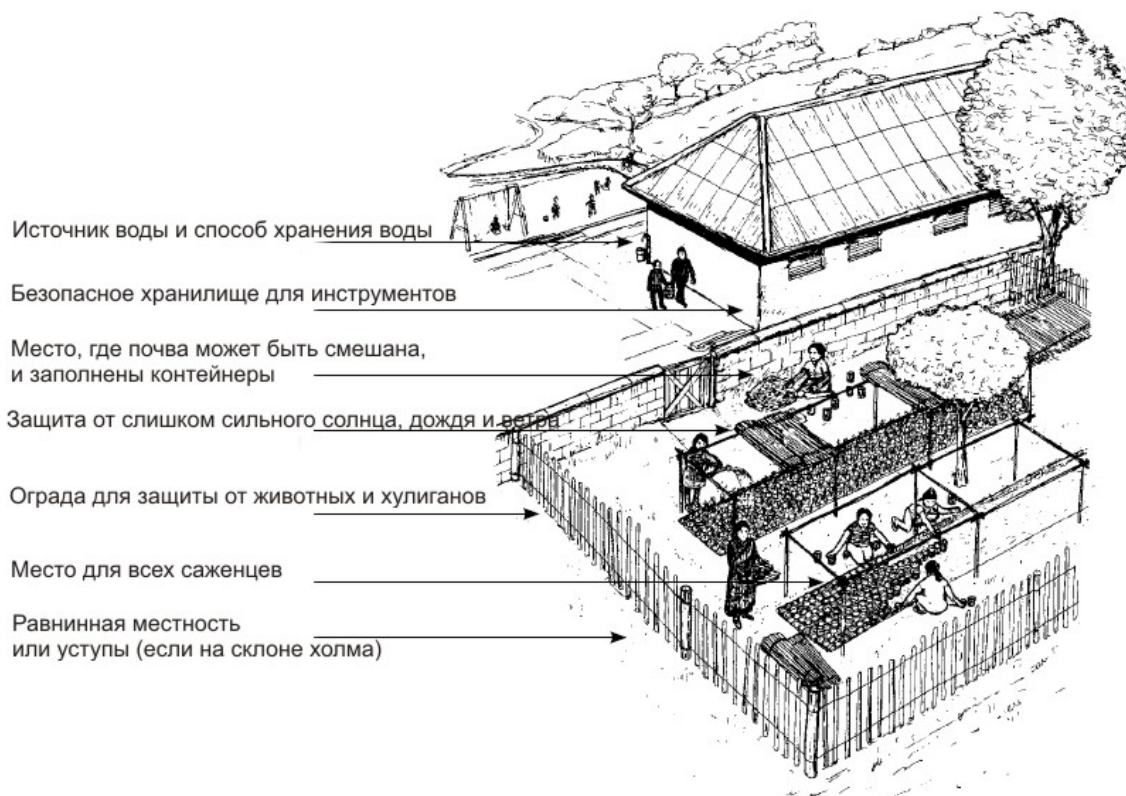 Источник воды и способ хранения воды
Безопасное хранилище для инструментов
Место, где почва может быть смешана,
и заполнены контейнеры
Защита от слишком сильного солнца, дождя и ветра
Ограда для защиты от животных и хулиганов
Место для всех саженцев
Равнинная местность
или уступы (если на склоне холма)